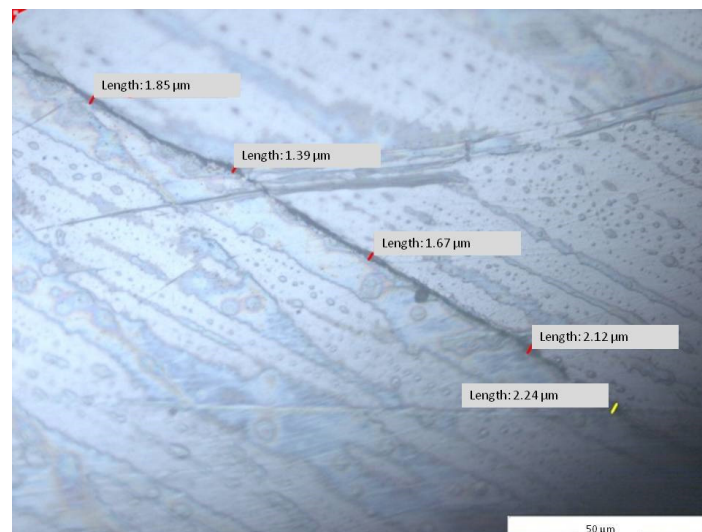 Length: 1.85 µm
Length: 1.39 µm
Length: 1.67 µm
Length: 2.12 µm
Length: 2.24 µm
50 µm